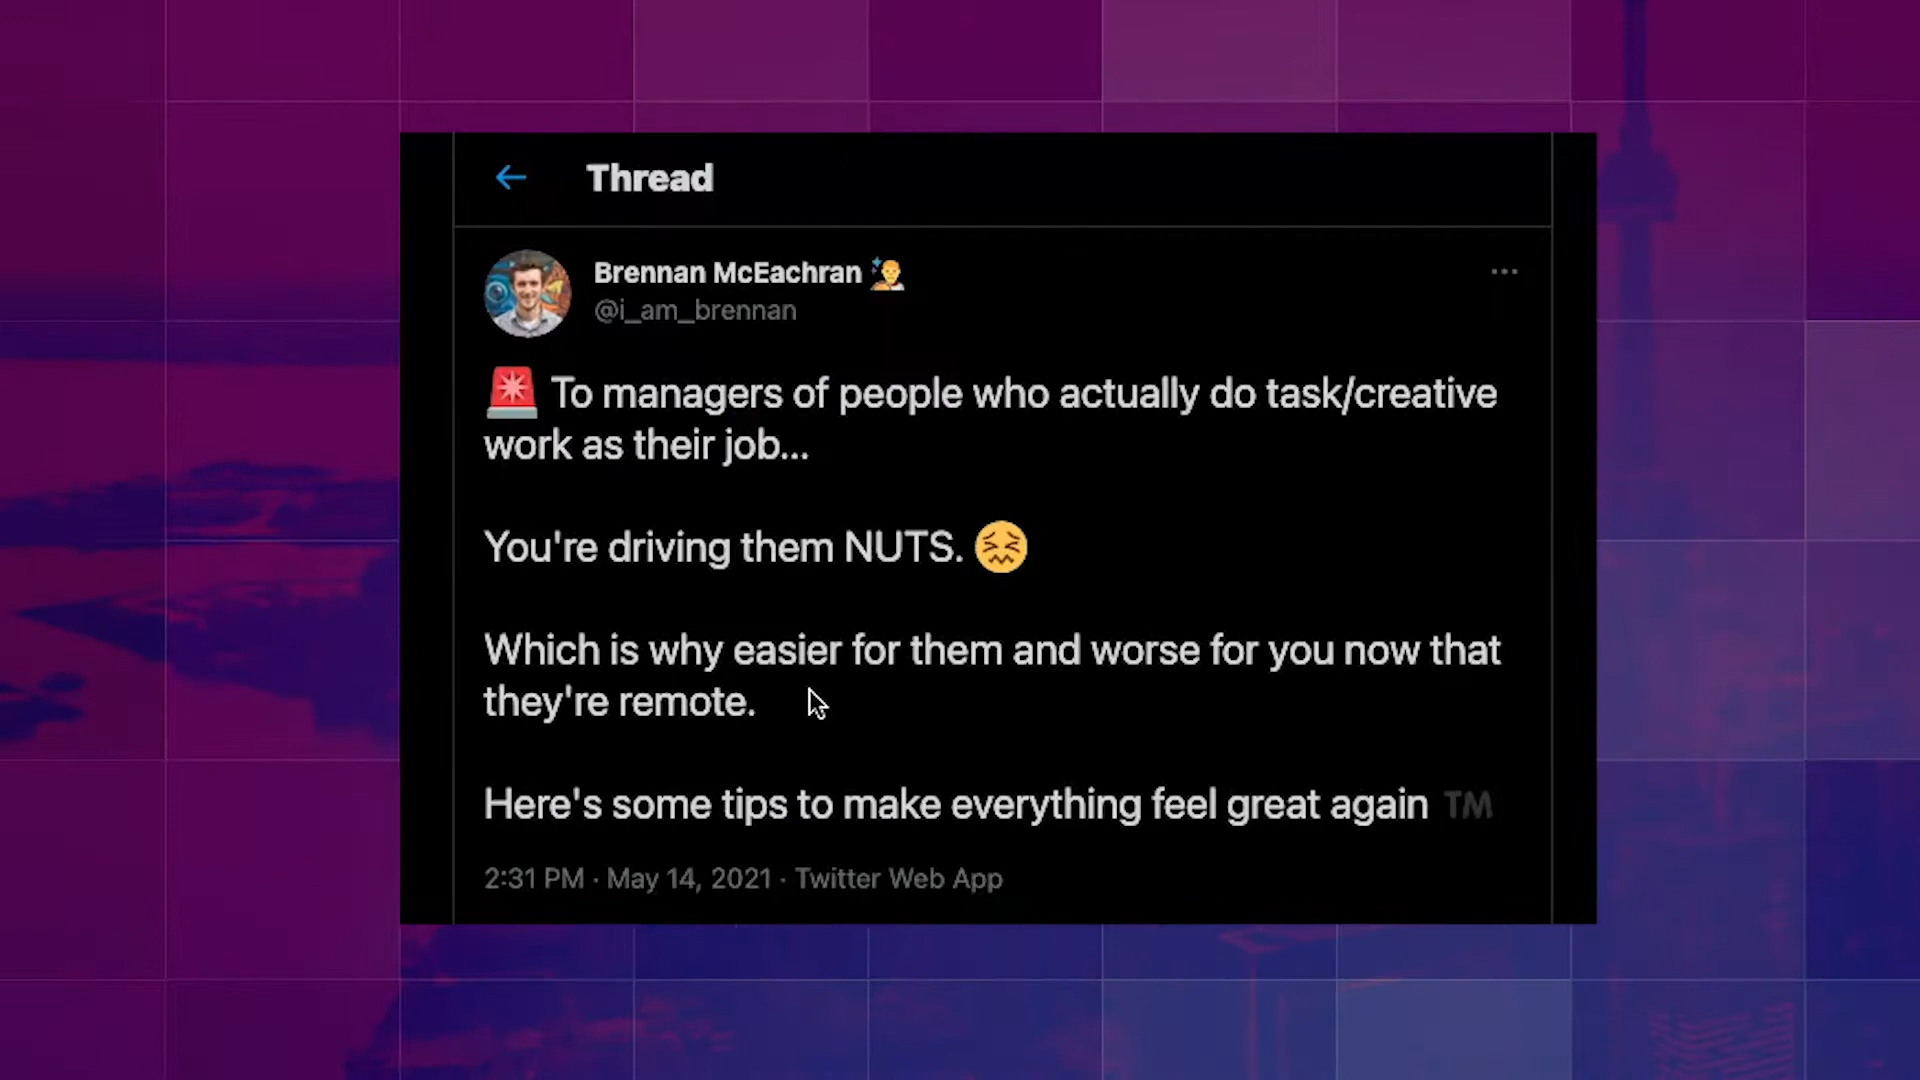 Thread
Brennan McEachran
@i_am_brennan
🚨 To managers of people who actually do task/creative
work as their job...
You're driving them NUTS. 😖
Which is why easier for them and worse for you now that
they're remote.
Here's some tips to make everything feel great again ™
2:31 PM · May 14, 2021 · Twitter Web App